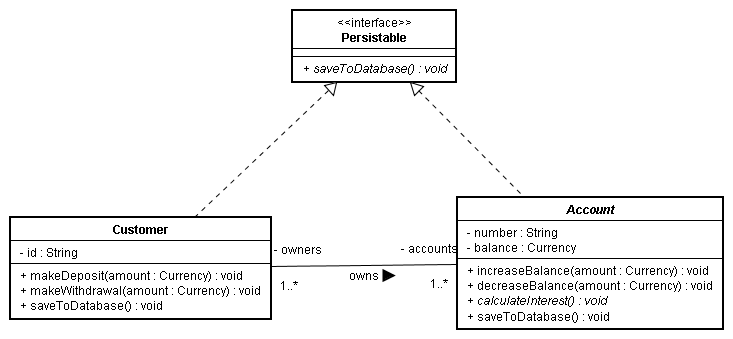 <<interface>>
Persistable
+ saveToDatabase() : void
Customer
- id : String
+ makeDeposit(amount : Currency) : void
+ makeWithdrawal(amount : Currency) : void
+ saveToDatabase() : void
- owners
1..*
owns
- accounts
1..*
Account
- number : String
- balance : Currency
+ increaseBalance(amount : Currency) : void
+ decreaseBalance(amount : Currency) : void
+ calculateInterest() : void
+ saveToDatabase() : void